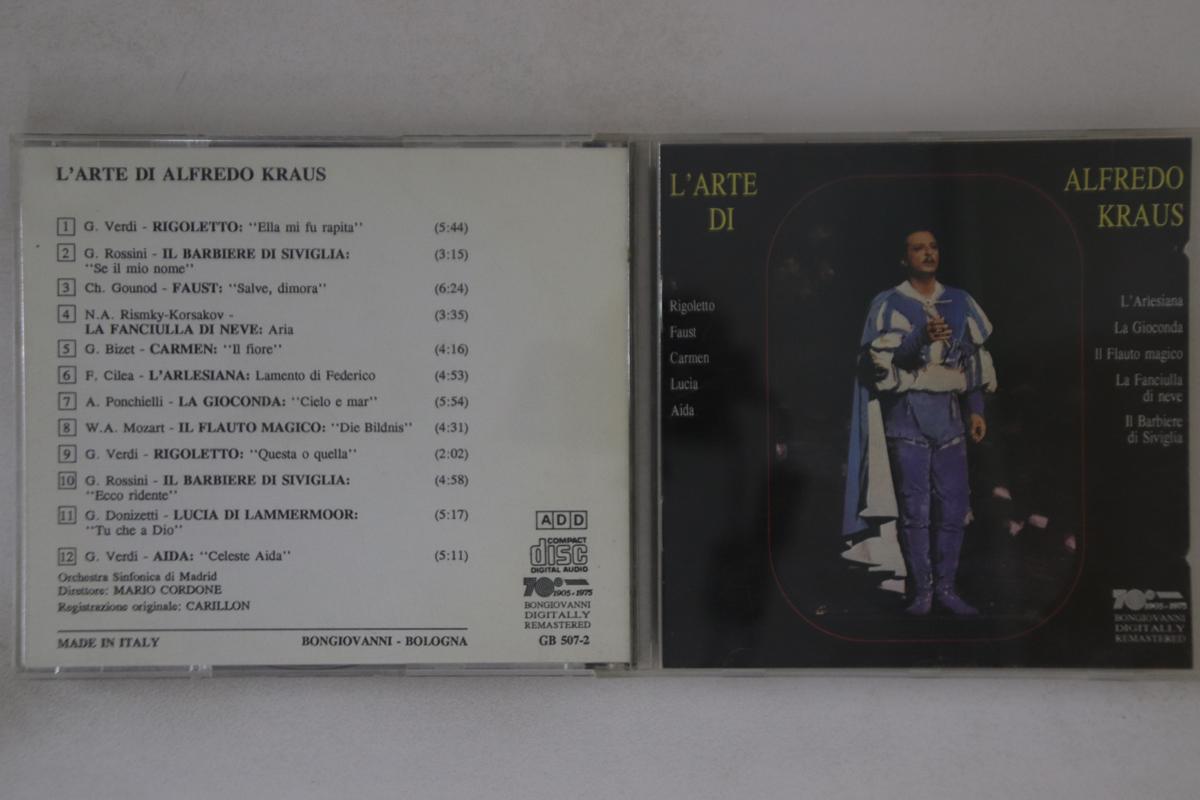 L'ARTE DI ALFREDO KRAUS
1 G. Verdi - RIGOLETTO: "Ella mi fu rapita" (5:44)
2 G. Rossini - IL BARBIERE DI SIVIGLIA: (3:15)
"Se il mio nome"
3 Ch. Gounod - FAUST: "Salve, dimora" (6:24)
4 N.A. Rismky-Korsakov - (3:35)
LA FANCIULLA DI NEVE: Aria
5 G. Bizet - CARMEN: "Il fiore" (4:16)
6 F. Cilea - L'ARLESIANA: Lamento di Federico (4:53)
7 A. Ponchielli - LA GIOCONDA: "Cielo e mar" (5:54)
8 W.A. Mozart - IL FLAUTO MAGICO: "Die Bildnis" (4:31)
9 G. Verdi - RIGOLETTO: "Questa o quella" (2:02)
10 G. Rossini - IL BARBIERE DI SIVIGLIA: (4:58)
"Ecco ridente"
11 G. Donizetti - LUCIA DI LAMMERMOOR: (5:17)
"Tu che a Dio"
12 G. Verdi - AIDA: "Celeste Aida" (5:11)
Orchestra Sinfonica di Madrid
Direttore: MARIO CORDONE
Registrazione originale: CARILLON
MADE IN ITALY BONGIOVANNI - BOLOGNA
ADD
COMPACT
disc
DIGITAL AUDIO
70° 1905-1975
BONGIOVANNI
DIGITALLY
REMASTERED
GB 507-2
L'ARTE
DI
ALFREDO
KRAUS
Rigoletto
Faust
Carmen
Lucia
Aida
L'Arlesiana
La Gioconda
Il Flauto magico
La Fanciulla
di neve
Il Barbiere
di Siviglia
70° 1905-1975
BONGIOVANNI
DIGITALLY
REMASTERED